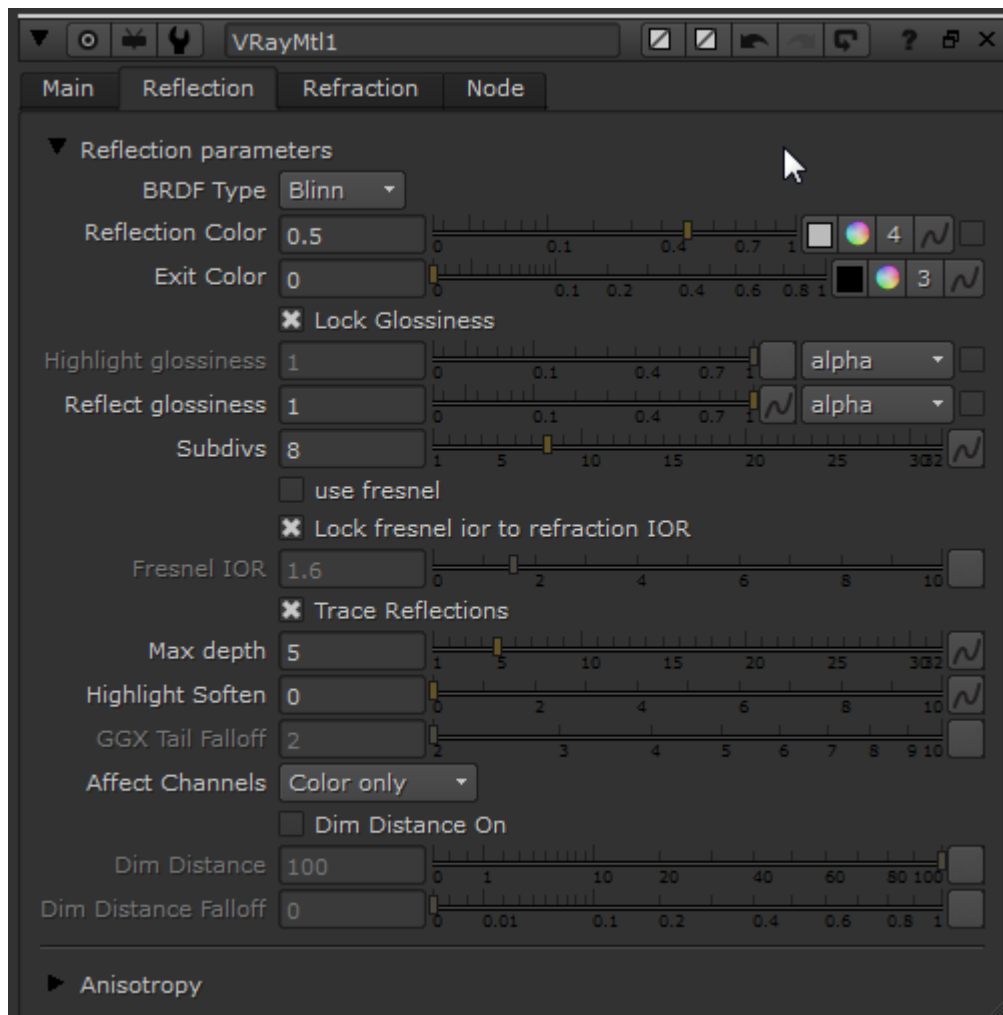 VRayMtl1 ?
Main Reflection Refraction Node
Reflection parameters
BRDF Type Blinn
Reflection Color 0.5 0 0.1 0.4 0.7 1 4
Exit Color 0 0 0.1 0.2 0.4 0.6 0.8 1 3
Lock Glossiness
Highlight glossiness 1 0 0.1 0.4 0.7 1 alpha
Reflect glossiness 1 0 0.1 0.4 0.7 1 alpha
Subdivs 8 1 5 10 15 20 25 3032
use fresnel
Lock fresnel ior to refraction IOR
Fresnel IOR 1.6 0 2 4 6 8 10
Trace Reflections
Max depth 5 1 5 10 15 20 25 3032
Highlight Soften 0 0 2 4 6 8 10
GGX Tail Falloff 2 2 3 4 5 6 7 8 9 10
Affect Channels Color only
Dim Distance On
Dim Distance 100 0 1 10 20 40 60 80 100
Dim Distance Falloff 0 0 0.01 0.1 0.2 0.4 0.6 0.8 1
Anisotropy